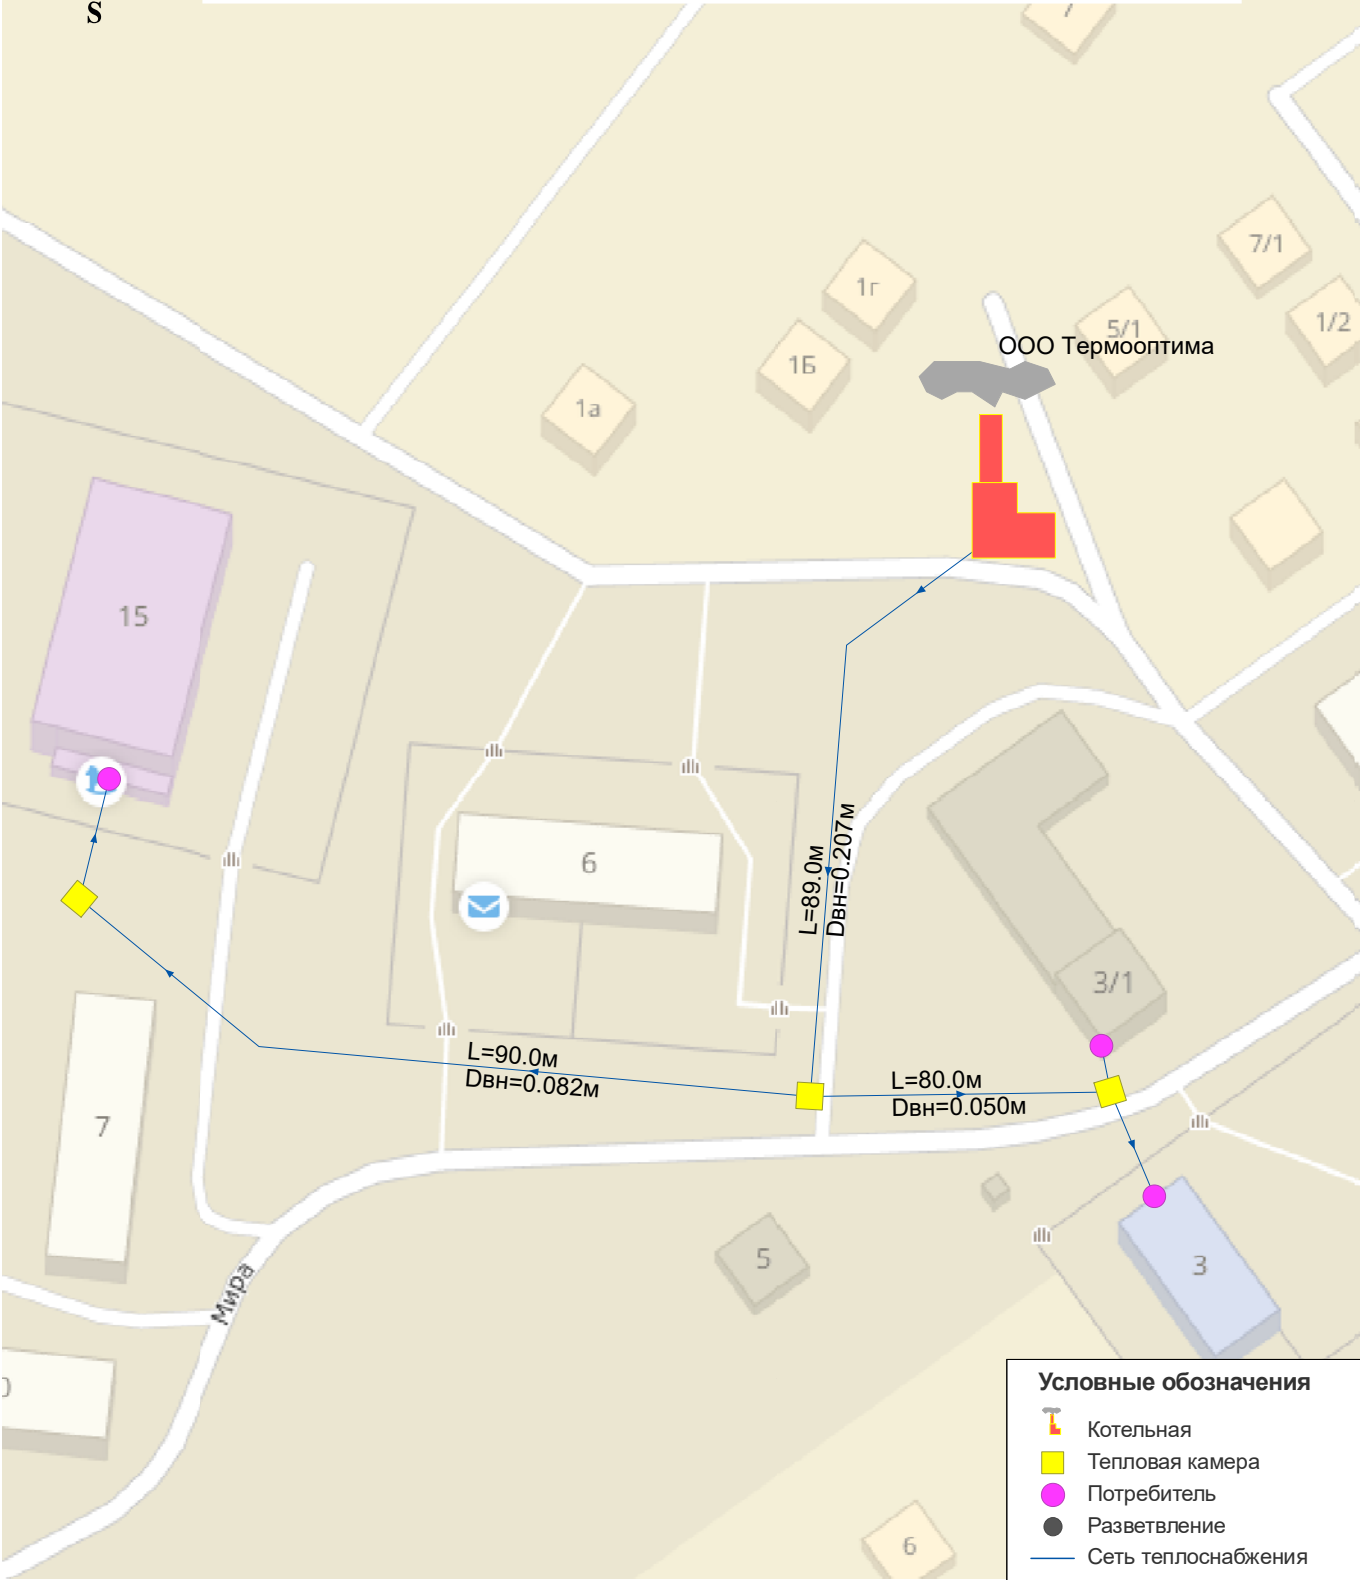 S
7
7/1
1г
5/1
1/2
ООО Термооптима
1Б
1а
15
6
L=89.0м
Dвн=0.207м
3/1
L=90.0м
Dвн=0.082м
L=80.0м
Dвн=0.050м
7
5
3
Мира
0
6
Условные обозначения
Котельная
Тепловая камера
Потребитель
Разветвление
Сеть теплоснабжения